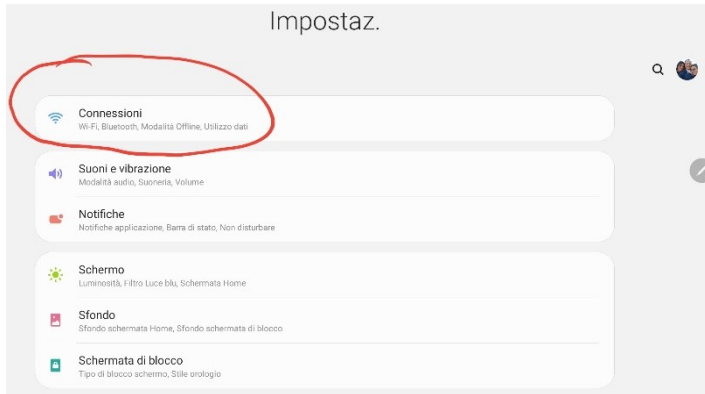 Impostaz.
Connessioni
Wi-Fi, Bluetooth, Modalità Offline, Utilizzo dati
Suoni e vibrazione
Modalità audio, Suoneria, Volume
Notifiche
Notifiche applicazione, Barra di stato, Non disturbare
Schermo
Luminosità, Filtro Luce blu, Schermata Home
Sfondo
Sfondo schermata Home, Sfondo schermata di blocco
Schermata di blocco
Tipo di blocco schermo, Stile orologio